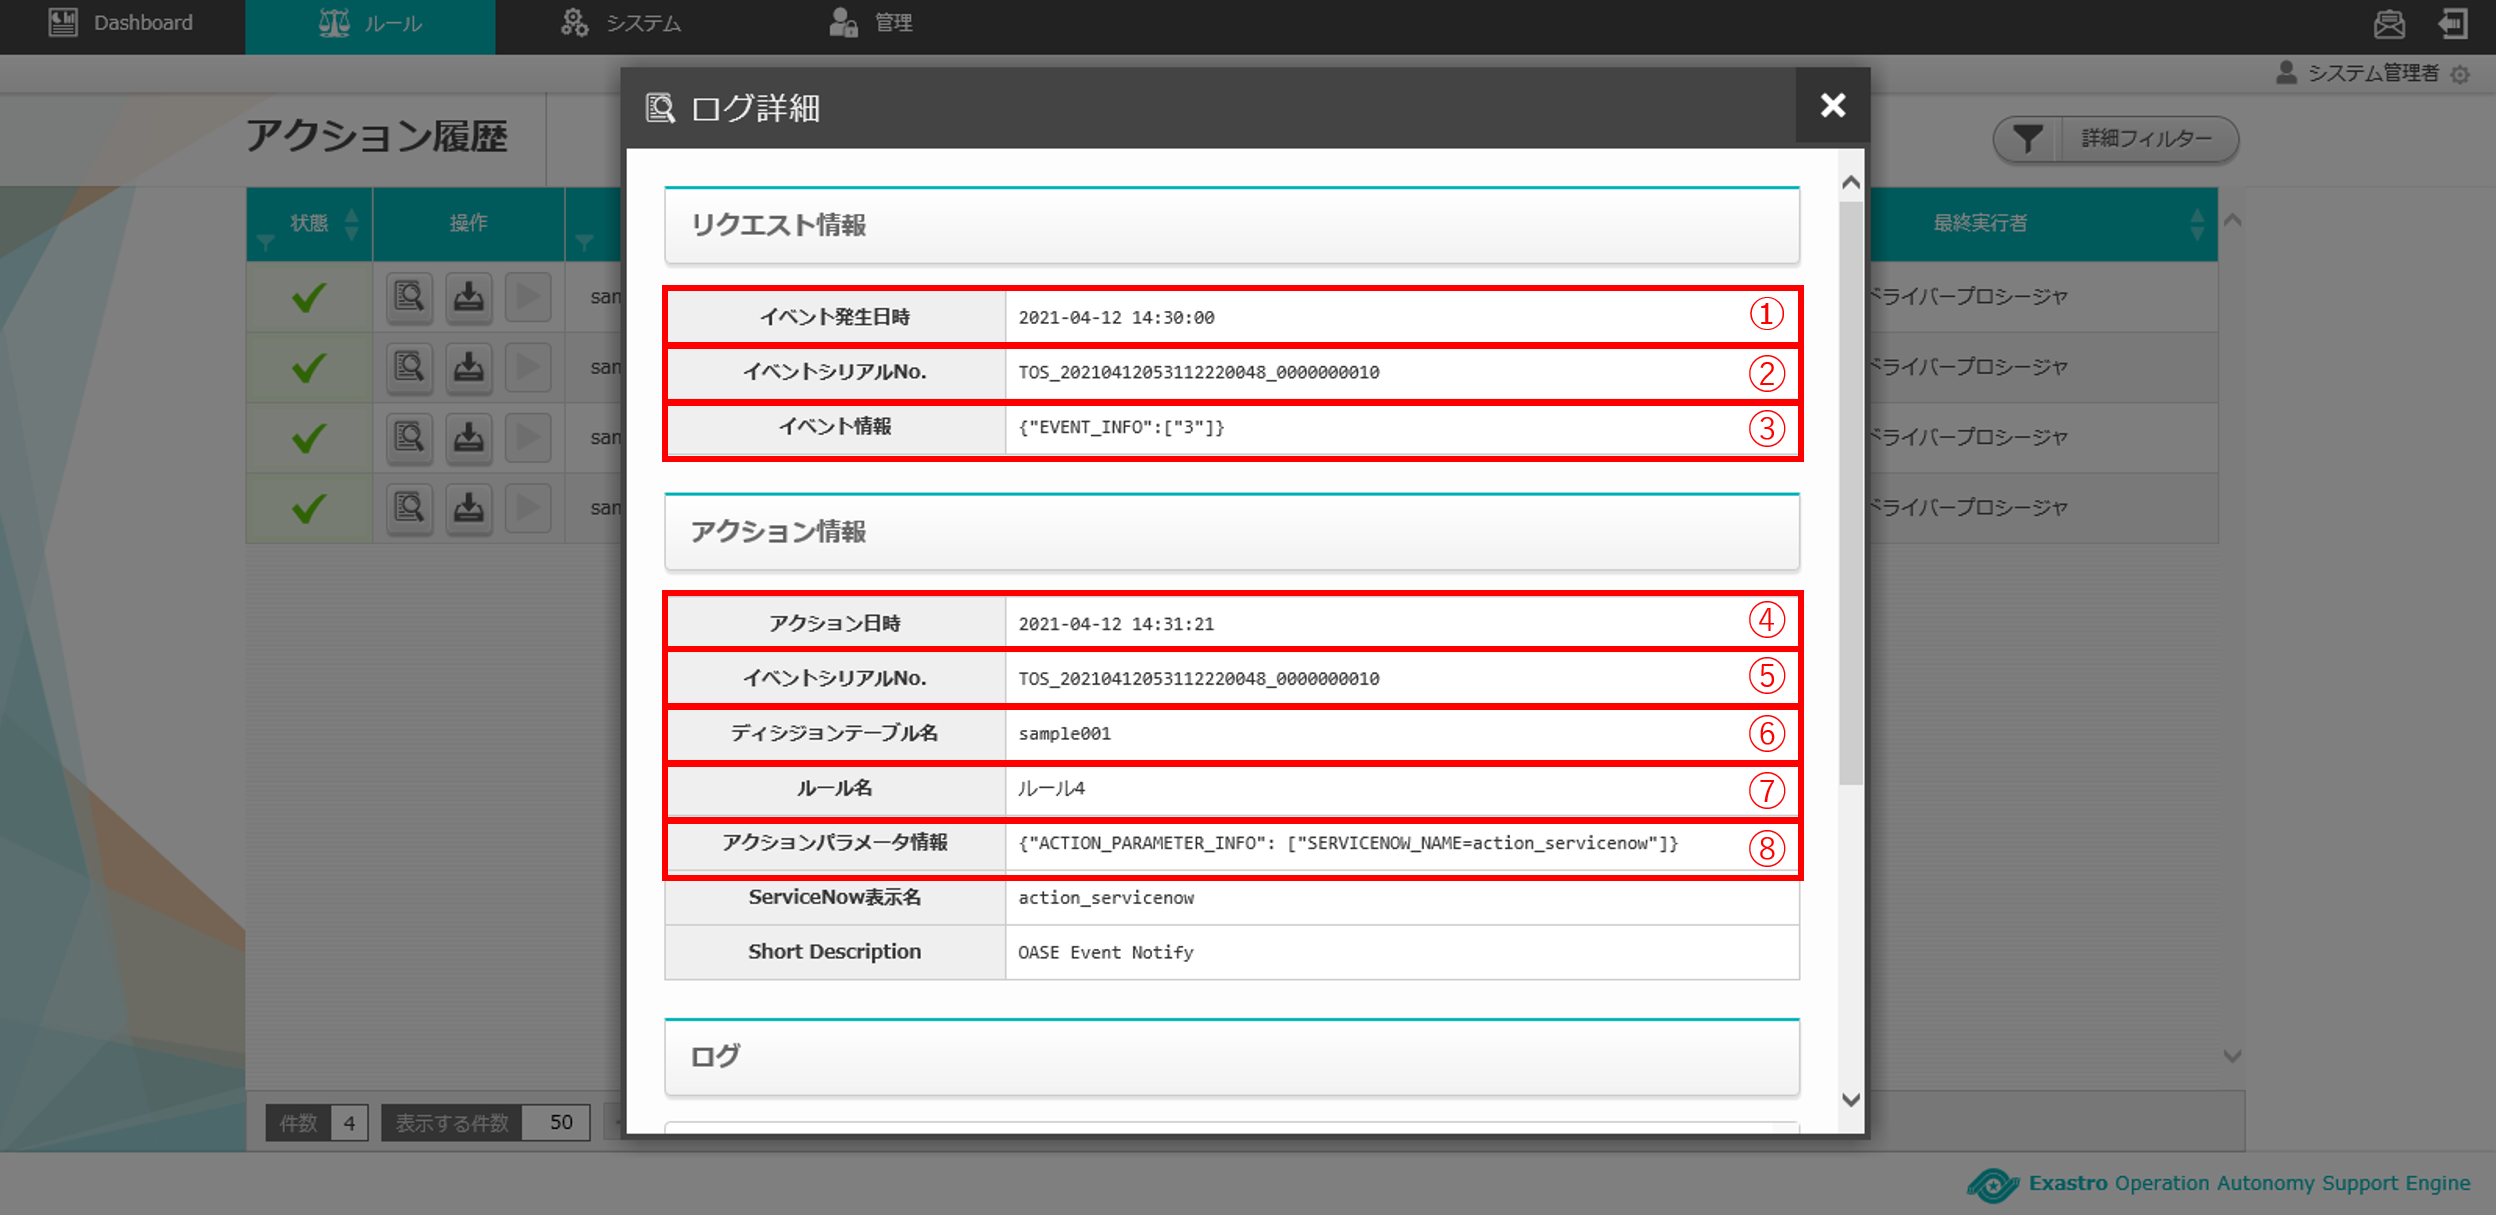 Dashboard
ルール
システム
管理
システム管理者
アクション履歴
詳細フィルター
状態
操作
最終実行者
san
ドライバープロシージャ
san
ドライバープロシージャ
san
ドライバープロシージャ
san
ドライバープロシージャ
ログ詳細
リクエスト情報
イベント発生日時 2021-04-12 14:30:00 ①
イベントシリアルNo. TOS_20210412053112220048_0000000010 ②
イベント情報 {"EVENT_INFO":["3"]} ③
アクション情報
アクション日時 2021-04-12 14:31:21 ④
イベントシリアルNo. TOS_20210412053112220048_0000000010 ⑤
ディシジョンテーブル名 sample001 ⑥
ルール名 ルール4 ⑦
アクションパラメータ情報 {"ACTION_PARAMETER_INFO": ["SERVICENOW_NAME=action_servicenow"]} ⑧
ServiceNow表示名 action_servicenow
Short Description OASE Event Notify
ログ
件数 4 表示する件数 50
Exastro Operation Autonomy Support Engine